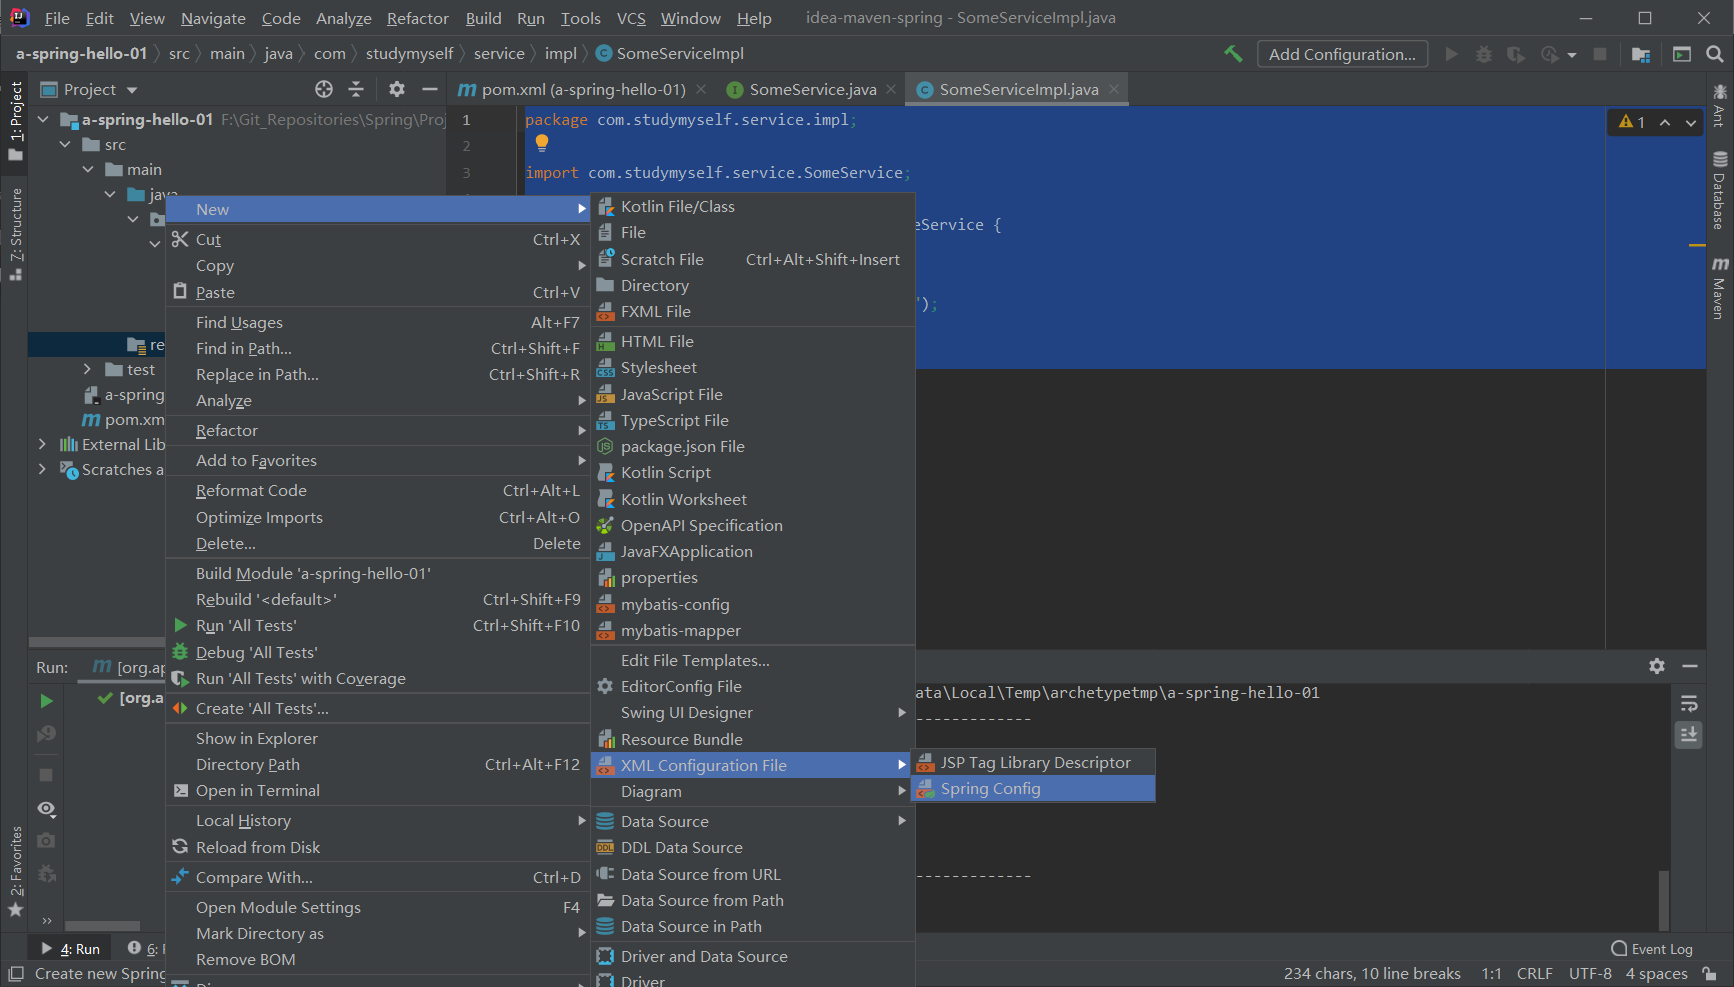 File Edit View Navigate Code Analyze Refactor Build Run Tools VCS Window Help idea-maven-spring - SomeServiceImpl.java
a-spring-hello-01 src main java com studymyself service impl SomeServiceImpl Add Configuration...
Project pom.xml (a-spring-hello-01) SomeService.java SomeServiceImpl.java
1: Project
7: Structure
2: Favorites
Ant
Database
Maven
a-spring-hello-01 F:\Git_Repositories\Spring\Proj
src
main
java
re
test
a-spring
pom.xm
External Lib
Scratches a
1 package com.studymyself.service.impl;
2
3 import com.studymyself.service.SomeService;
eService {
");
1
New
Cut Ctrl+X
Copy
Paste Ctrl+V
Find Usages Alt+F7
Find in Path... Ctrl+Shift+F
Replace in Path... Ctrl+Shift+R
Analyze
Refactor
Add to Favorites
Reformat Code Ctrl+Alt+L
Optimize Imports Ctrl+Alt+O
Delete... Delete
Build Module 'a-spring-hello-01'
Rebuild '<default>' Ctrl+Shift+F9
Run 'All Tests' Ctrl+Shift+F10
Debug 'All Tests'
Run 'All Tests' with Coverage
Create 'All Tests'...
Show in Explorer
Directory Path Ctrl+Alt+F12
Open in Terminal
Local History
Reload from Disk
Compare With... Ctrl+D
Open Module Settings F4
Mark Directory as
Remove BOM
Kotlin File/Class
File
Scratch File Ctrl+Alt+Shift+Insert
Directory
FXML File
HTML File
Stylesheet
JavaScript File
TypeScript File
package.json File
Kotlin Script
Kotlin Worksheet
OpenAPI Specification
JavaFXApplication
properties
mybatis-config
mybatis-mapper
Edit File Templates...
EditorConfig File
Swing UI Designer
Resource Bundle
XML Configuration File
Diagram
Data Source
DDL Data Source
Data Source from URL
Data Source from Path
Data Source in Path
Driver and Data Source
Driver
JSP Tag Library Descriptor
Spring Config
Run: [org.ap
[org.a
ata\Local\Temp\archetypetmp\a-spring-hello-01
-------------
-------------
4: Run 6: Event Log
Create new Spring 234 chars, 10 line breaks 1:1 CRLF UTF-8 4 spaces